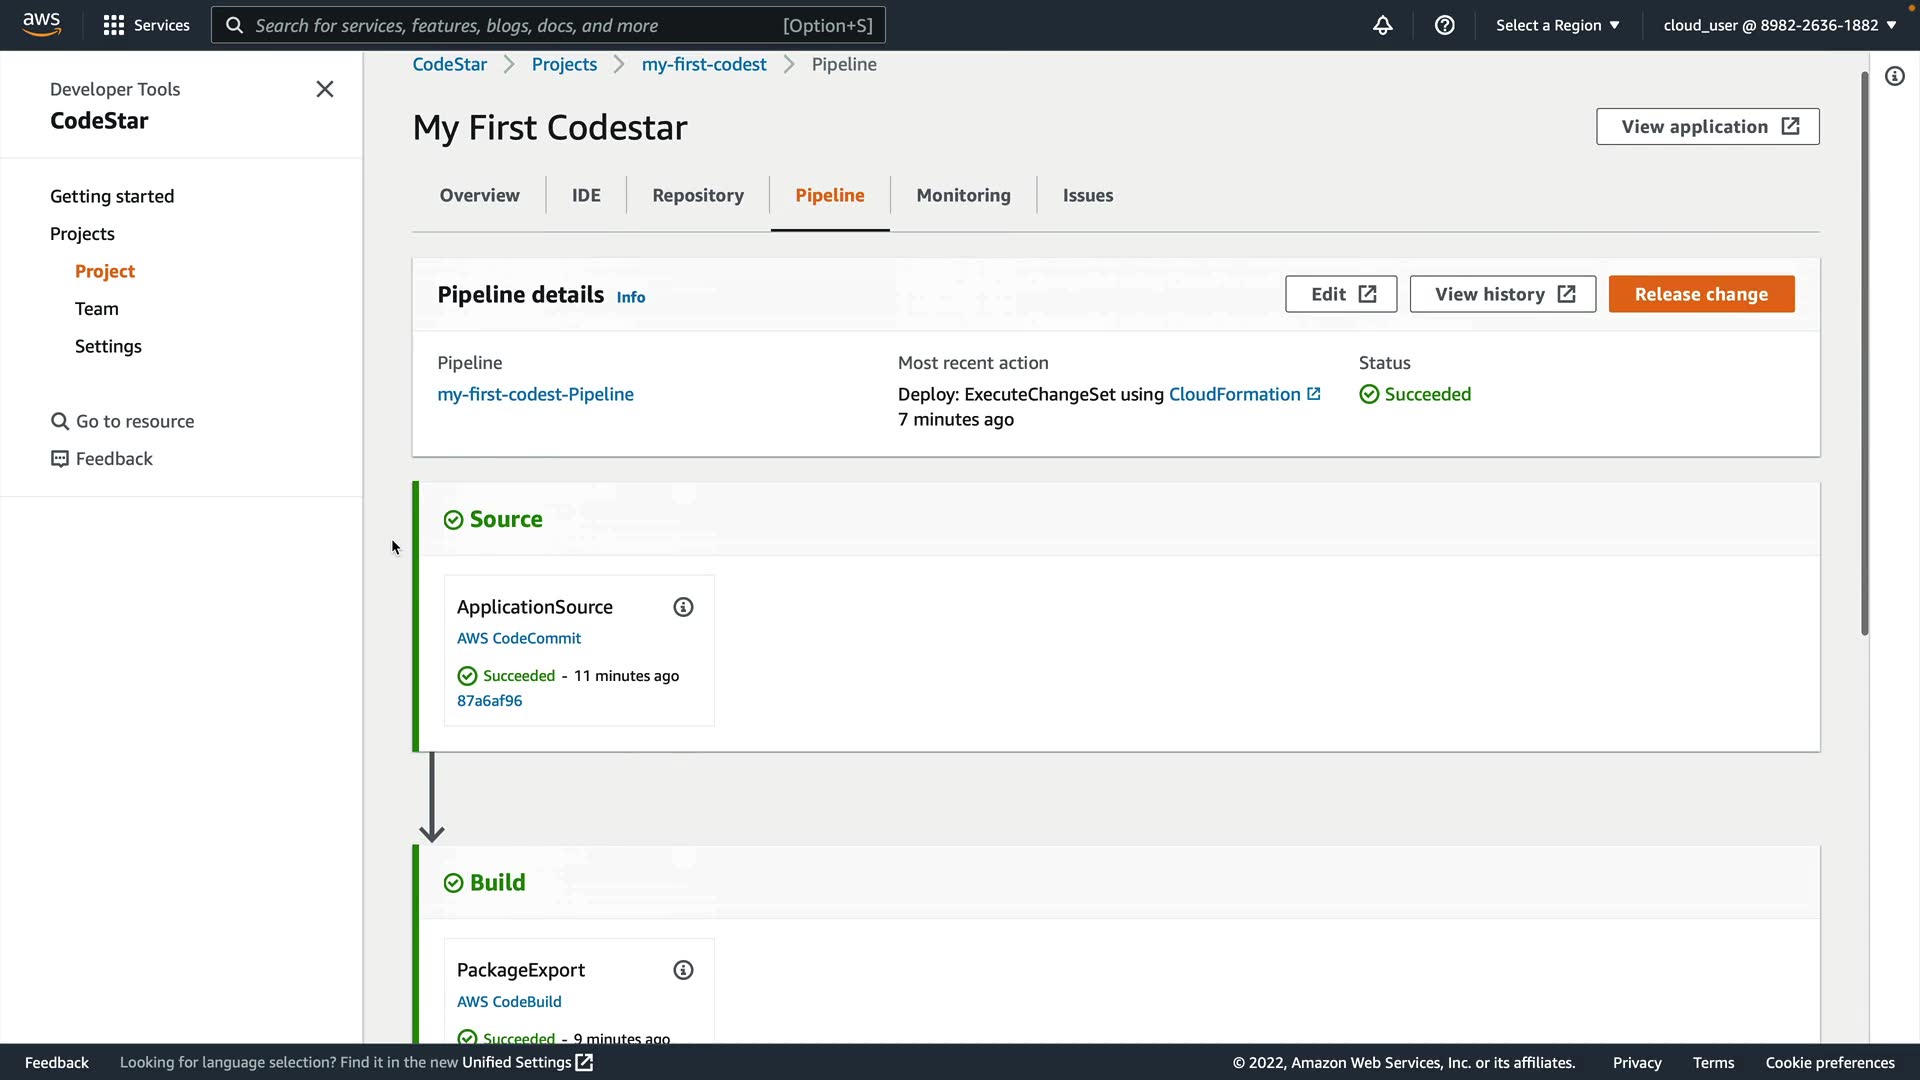 aws
Services
Search for services, features, blogs, docs, and more
[Option+S]
Select a Region
cloud_user @ 8982-2636-1882
Developer Tools
CodeStar
Getting started
Projects
Project
Team
Settings
Go to resource
Feedback
CodeStar
Projects
my-first-codest
Pipeline
My First Codestar
View application
Overview
IDE
Repository
Pipeline
Monitoring
Issues
Pipeline details Info
Edit
View history
Release change
Pipeline
my-first-codest-Pipeline
Most recent action
Deploy: ExecuteChangeSet using CloudFormation
7 minutes ago
Status
Succeeded
Source
ApplicationSource
AWS CodeCommit
Succeeded - 11 minutes ago
87a6af96
Build
PackageExport
AWS CodeBuild
Succeeded - 9 minutes ago
Feedback
Looking for language selection? Find it in the new Unified Settings
© 2022, Amazon Web Services, Inc. or its affiliates.
Privacy
Terms
Cookie preferences